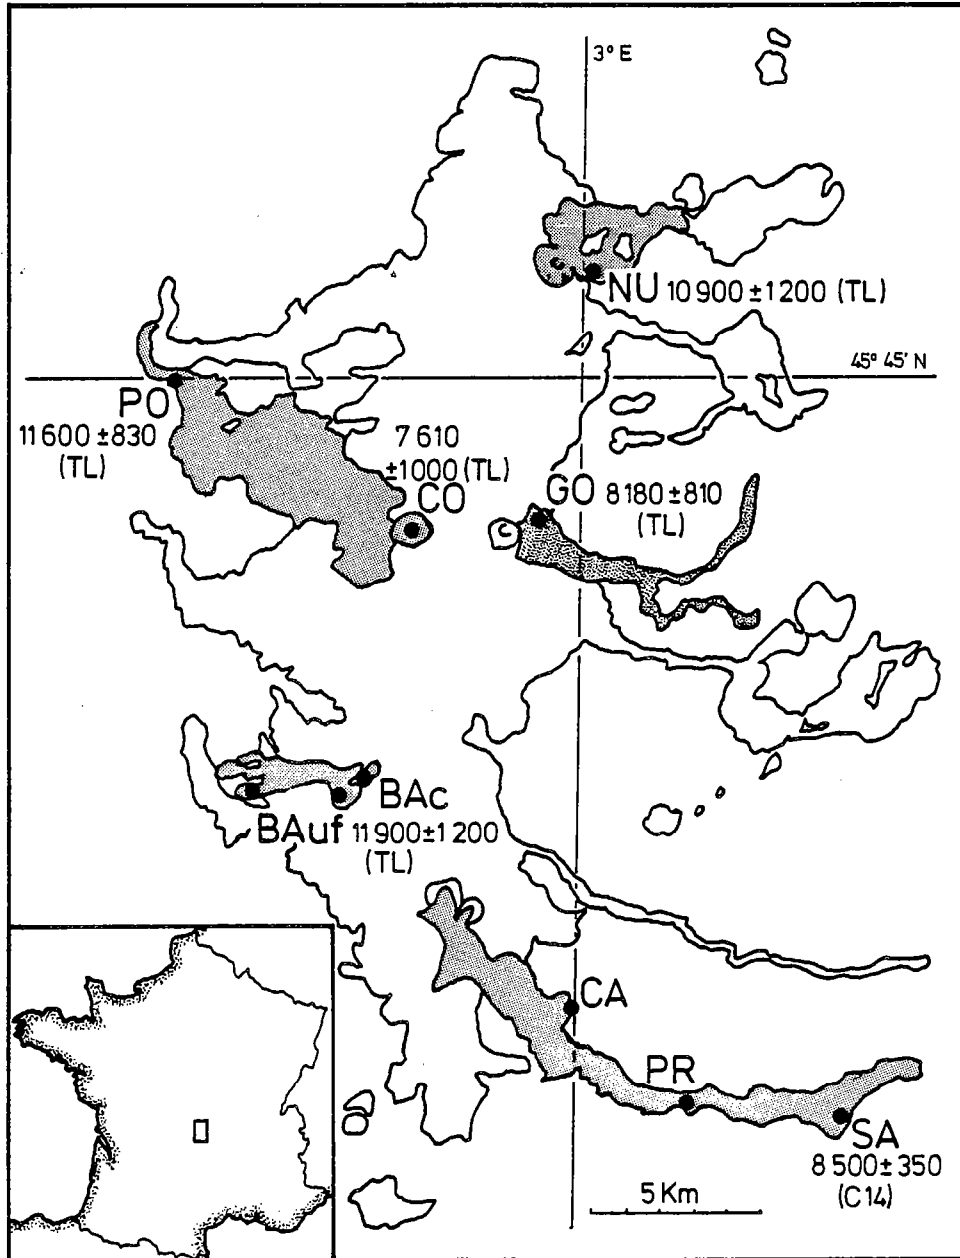 3° E
NU 10 900 ±1 200 (TL)
45° 45' N
PO
11 600 ±830
(TL)
7 610
±1000 (TL)
CO
GO 8 180 ±810
(TL)
BAc
BAuf 11 900±1 200
(TL)
CA
PR
SA
8 500±350
(C14)
5 Km